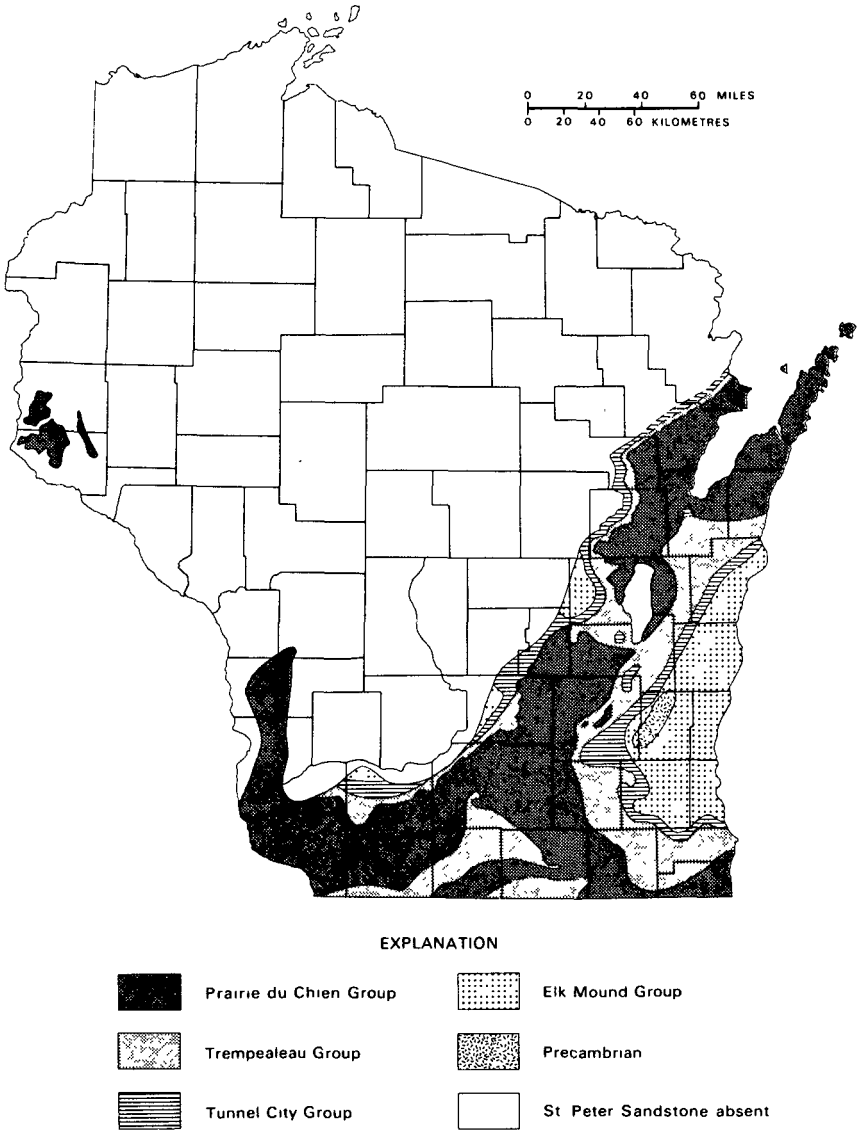 0 20 40 60 MILES
0 20 40 60 KILOMETRES
EXPLANATION
Prairie du Chien Group
Elk Mound Group
Trempealeau Group
Precambrian
Tunnel City Group
St Peter Sandstone absent